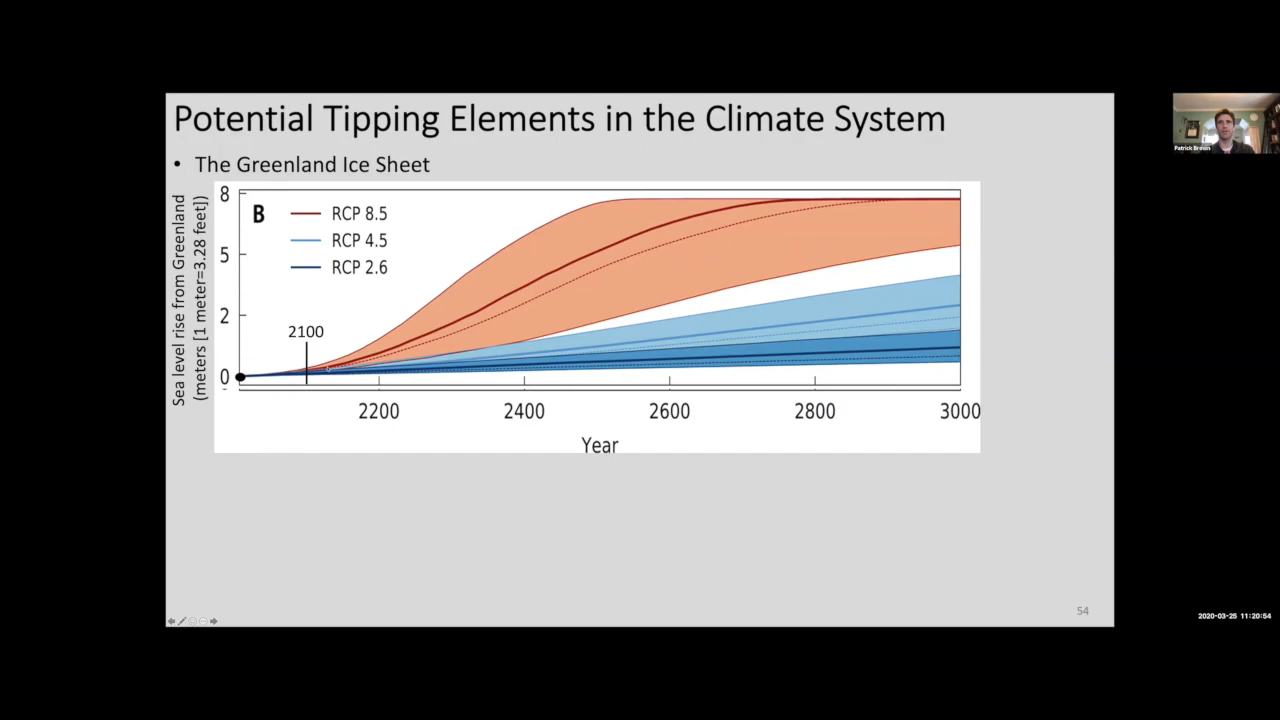 Potential Tipping Elements in the Climate System
• The Greenland Ice Sheet
Sea level rise from Greenland
(meters [1 meter=3.28 feet])
8
5
2
0
B
RCP 8.5
RCP 4.5
RCP 2.6
2100
2200
2400
2600
2800
3000
Year
54
Patrick Brown
2020-03-25 11:20:54